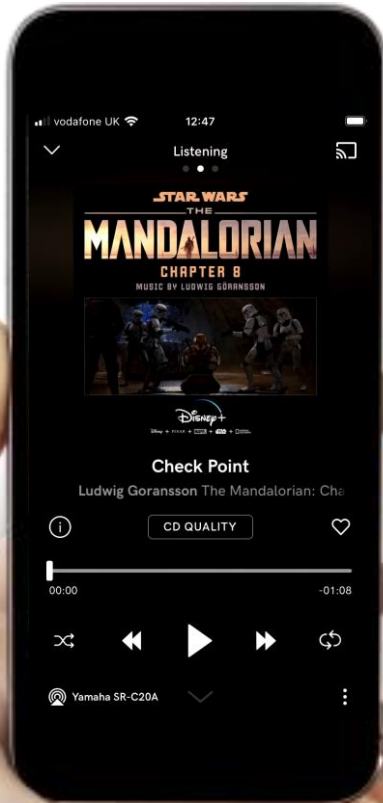 vodafone UK 12:47
Listening
STAR WARS
THE
MANDALORIAN
CHAPTER 8
MUSIC BY LUDWIG GÖRANSSON
Disney+
Check Point
Ludwig Goransson The Mandalorian: Cha
CD QUALITY
00:00 -01:08
Yamaha SR-C20A